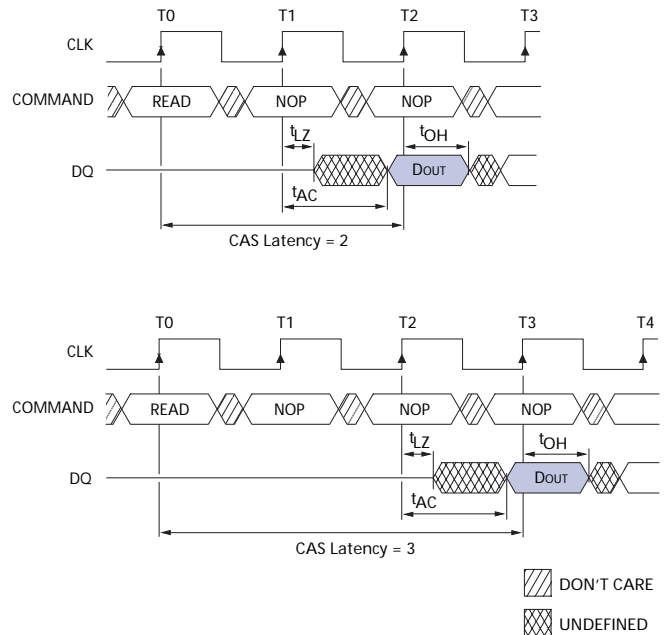 T0 T1 T2 T3
CLK
COMMAND READ NOP NOP
tLZ tOH
DQ DOUT
tAC
CAS Latency = 2
T0 T1 T2 T3 T4
CLK
COMMAND READ NOP NOP NOP
tLZ tOH
DQ DOUT
tAC
CAS Latency = 3
DON'T CARE
UNDEFINED